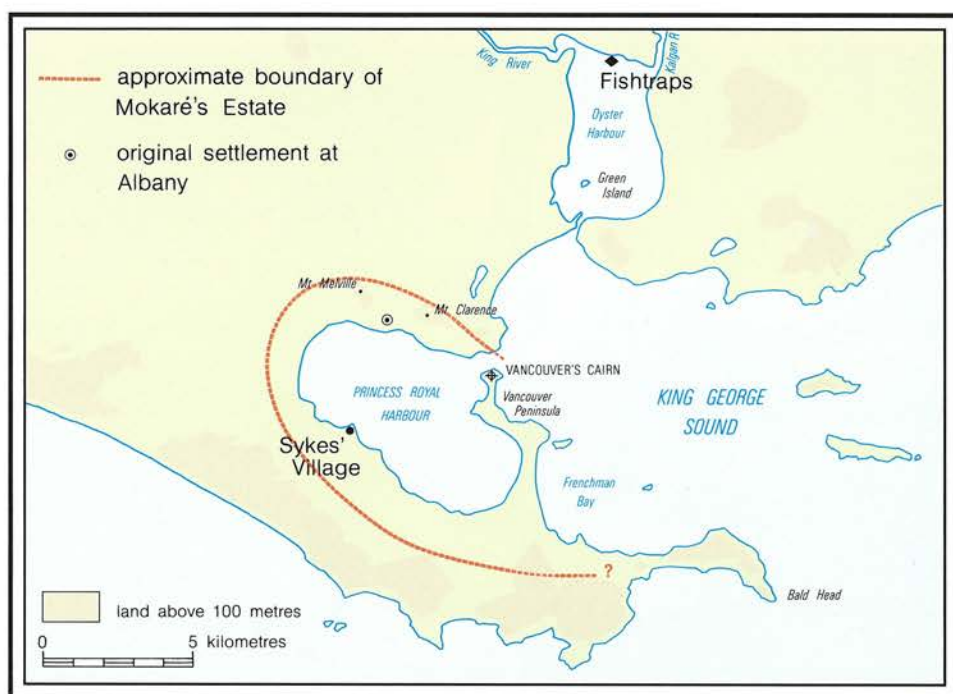 approximate boundary of
Mokaré's Estate
original settlement at
Albany
King River
Kalgan R
Fishtraps
Oyster
Harbour
Green
Island
Mt Melville
Mt. Clarence
VANCOUVER'S CAIRN
PRINCESS ROYAL
HARBOUR
Vancouver
Peninsula
KING GEORGE
SOUND
Sykes'
Village
Frenchman
Bay
?
Bald Head
land above 100 metres
0 5 kilometres